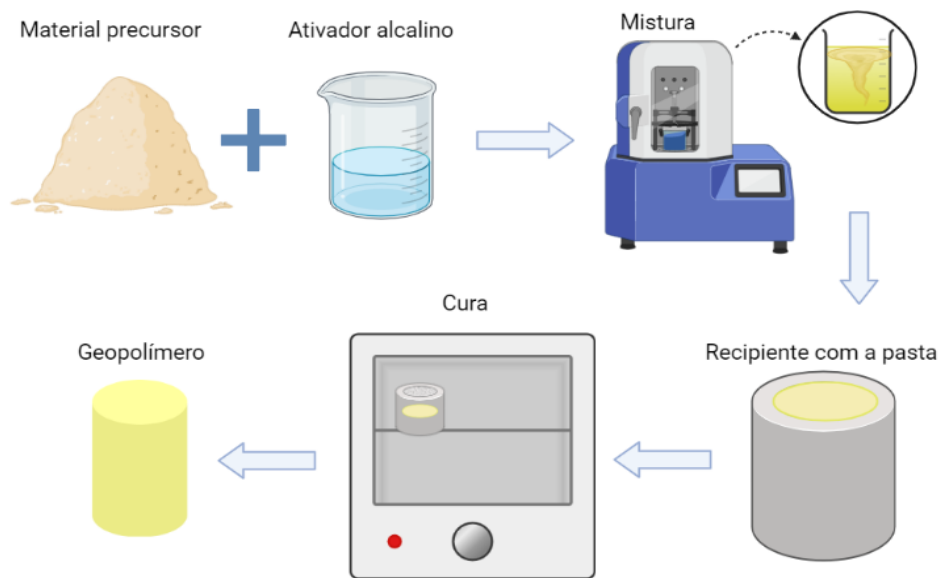 Material precursor
Ativador alcalino
Mistura
Cura
Geopolímero
Recipiente com a pasta